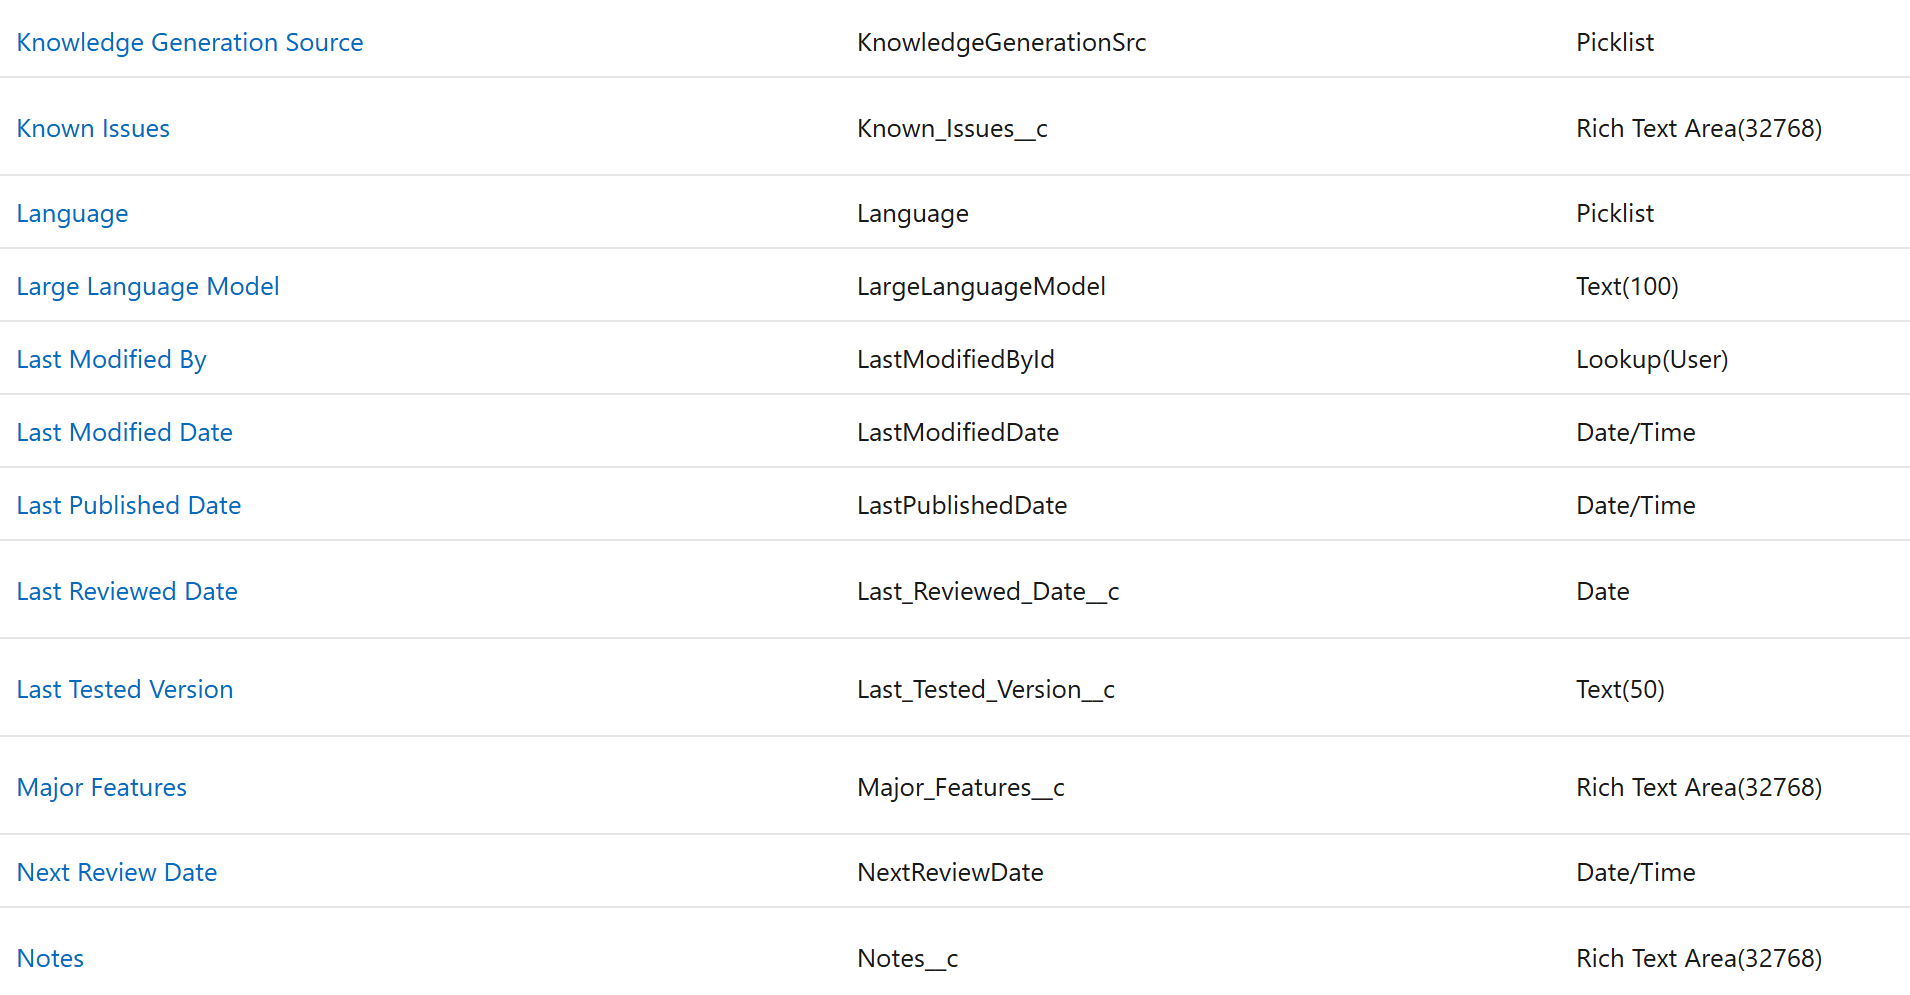 Knowledge Generation Source KnowledgeGenerationSrc Picklist
Known Issues Known_Issues__c Rich Text Area(32768)
Language Language Picklist
Large Language Model LargeLanguageModel Text(100)
Last Modified By LastModifiedById Lookup(User)
Last Modified Date LastModifiedDate Date/Time
Last Published Date LastPublishedDate Date/Time
Last Reviewed Date Last_Reviewed_Date__c Date
Last Tested Version Last_Tested_Version__c Text(50)
Major Features Major_Features__c Rich Text Area(32768)
Next Review Date NextReviewDate Date/Time
Notes Notes__c Rich Text Area(32768)